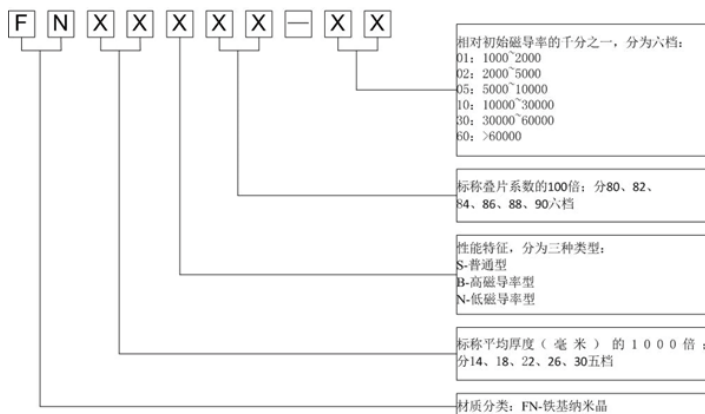 F N X X X X X — X X
相对初始磁导率的千分之一，分为六档：
01：1000~2000
02：2000~5000
05：5000~10000
10：10000~30000
30：30000~60000
60：>60000
标称叠片系数的100倍；分80、82、
84、86、88、90六档
性能特征，分为三种类型：
S-普通型
B-高磁导率型
N-低磁导率型
标称平均厚度（ 毫 米 ） 的 1 0 0 0 倍 ；
分14、18、22、26、30五档
材质分类：FN-铁基纳米晶